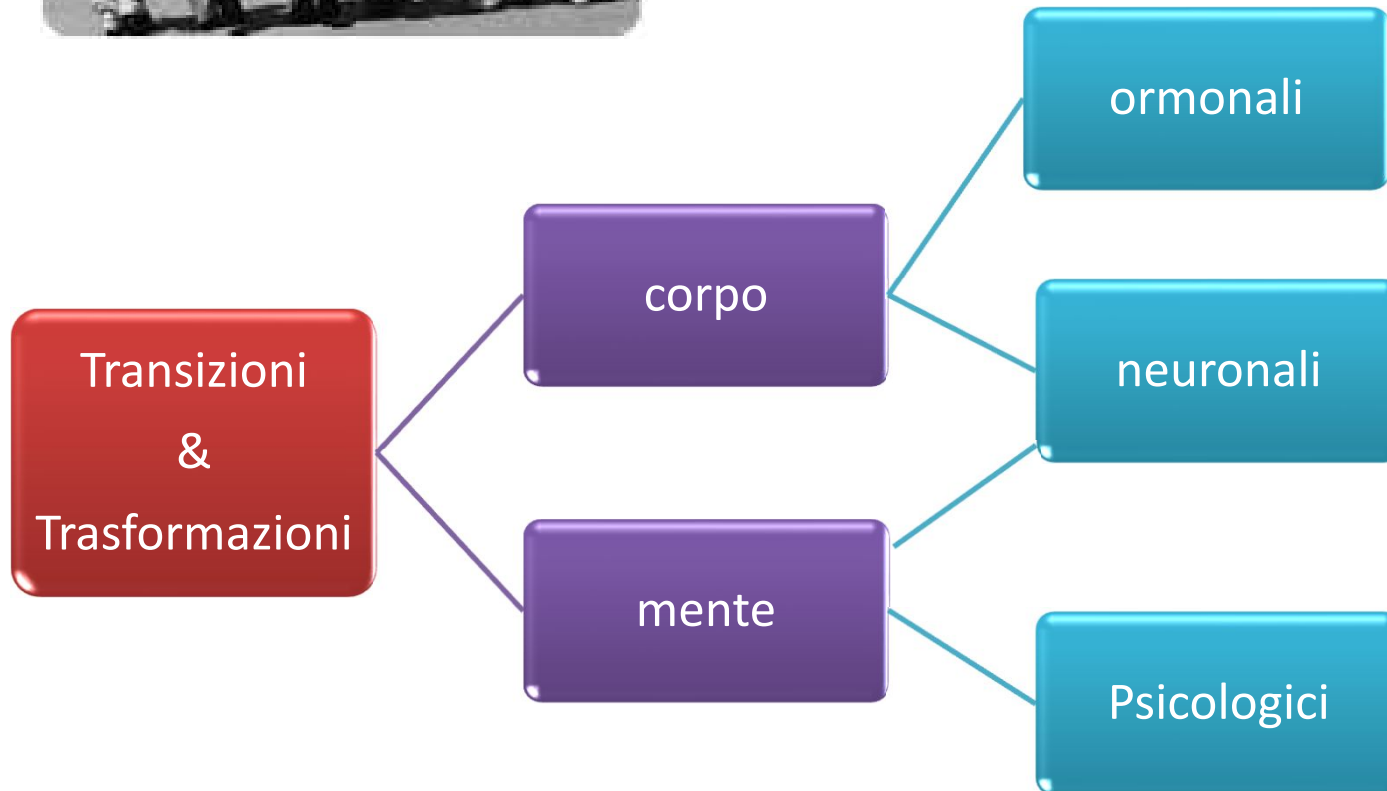 ormonali
corpo
neuronali
Transizioni
&
Trasformazioni
mente
Psicologici